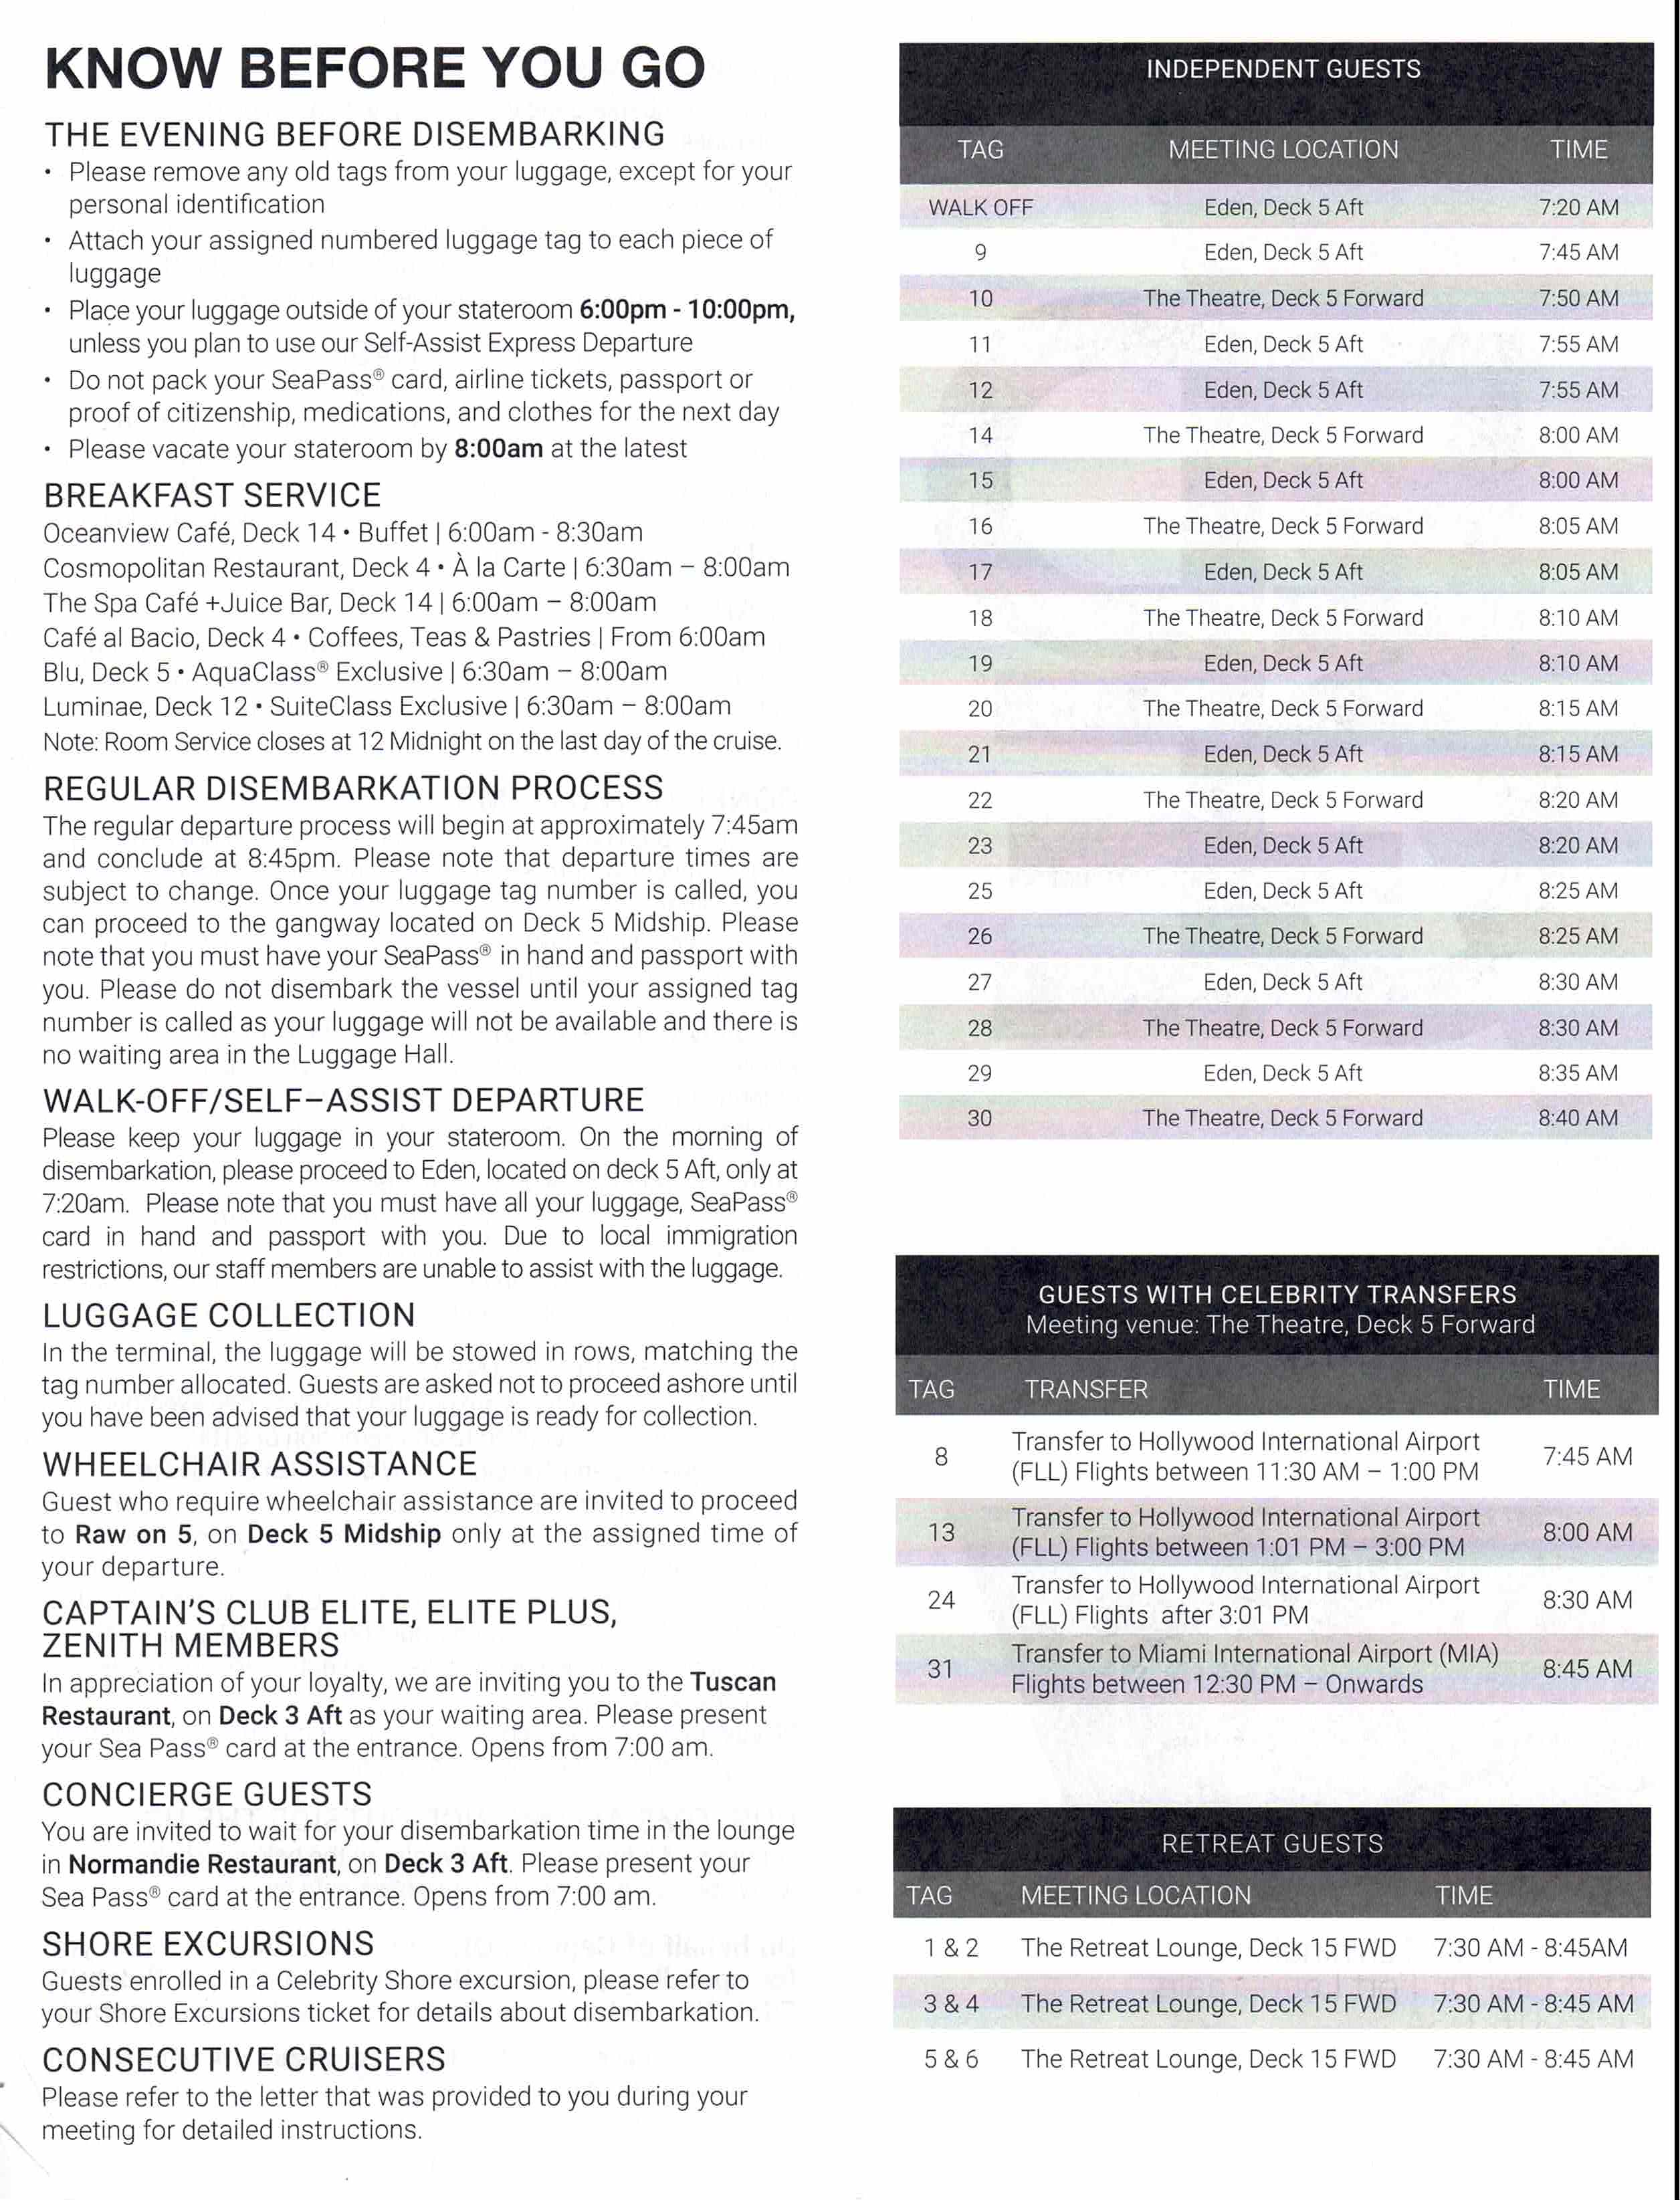 KNOW BEFORE YOU GO
THE EVENING BEFORE DISEMBARKING
• Please remove any old tags from your luggage, except for your
personal identification
• Attach your assigned numbered luggage tag to each piece of
luggage
• Place your luggage outside of your stateroom 6:00pm - 10:00pm,
unless you plan to use our Self-Assist Express Departure
• Do not pack your SeaPass® card, airline tickets, passport or
proof of citizenship, medications, and clothes for the next day
• Please vacate your stateroom by 8:00am at the latest
BREAKFAST SERVICE
Oceanview Café, Deck 14 • Buffet | 6:00am - 8:30am
Cosmopolitan Restaurant, Deck 4 • À la Carte | 6:30am – 8:00am
The Spa Café +Juice Bar, Deck 14 | 6:00am – 8:00am
Café al Bacio, Deck 4 • Coffees, Teas & Pastries | From 6:00am
Blu, Deck 5 • AquaClass® Exclusive | 6:30am – 8:00am
Luminae, Deck 12 • SuiteClass Exclusive | 6:30am – 8:00am
Note: Room Service closes at 12 Midnight on the last day of the cruise.
REGULAR DISEMBARKATION PROCESS
The regular departure process will begin at approximately 7:45am
and conclude at 8:45pm. Please note that departure times are
subject to change. Once your luggage tag number is called, you
can proceed to the gangway located on Deck 5 Midship. Please
note that you must have your SeaPass® in hand and passport with
you. Please do not disembark the vessel until your assigned tag
number is called as your luggage will not be available and there is
no waiting area in the Luggage Hall.
WALK-OFF/SELF–ASSIST DEPARTURE
Please keep your luggage in your stateroom. On the morning of
disembarkation, please proceed to Eden, located on deck 5 Aft, only at
7:20am. Please note that you must have all your luggage, SeaPass®
card in hand and passport with you. Due to local immigration
restrictions, our staff members are unable to assist with the luggage.
LUGGAGE COLLECTION
In the terminal, the luggage will be stowed in rows, matching the
tag number allocated. Guests are asked not to proceed ashore until
you have been advised that your luggage is ready for collection.
WHEELCHAIR ASSISTANCE
Guest who require wheelchair assistance are invited to proceed
to Raw on 5, on Deck 5 Midship only at the assigned time of
your departure.
CAPTAIN'S CLUB ELITE, ELITE PLUS,
ZENITH MEMBERS
In appreciation of your loyalty, we are inviting you to the Tuscan
Restaurant, on Deck 3 Aft as your waiting area. Please present
your Sea Pass® card at the entrance. Opens from 7:00 am.
CONCIERGE GUESTS
You are invited to wait for your disembarkation time in the lounge
in Normandie Restaurant, on Deck 3 Aft. Please present your
Sea Pass® card at the entrance. Opens from 7:00 am.
SHORE EXCURSIONS
Guests enrolled in a Celebrity Shore excursion, please refer to
your Shore Excursions ticket for details about disembarkation.
CONSECUTIVE CRUISERS
Please refer to the letter that was provided to you during your
meeting for detailed instructions.
INDEPENDENT GUESTS
TAG MEETING LOCATION TIME
WALK OFF Eden, Deck 5 Aft 7:20 AM
9 Eden, Deck 5 Aft 7:45 AM
10 The Theatre, Deck 5 Forward 7:50 AM
11 Eden, Deck 5 Aft 7:55 AM
12 Eden, Deck 5 Aft 7:55 AM
14 The Theatre, Deck 5 Forward 8:00 AM
15 Eden, Deck 5 Aft 8:00 AM
16 The Theatre, Deck 5 Forward 8:05 AM
17 Eden, Deck 5 Aft 8:05 AM
18 The Theatre, Deck 5 Forward 8:10 AM
19 Eden, Deck 5 Aft 8:10 AM
20 The Theatre, Deck 5 Forward 8:15 AM
21 Eden, Deck 5 Aft 8:15 AM
22 The Theatre, Deck 5 Forward 8:20 AM
23 Eden, Deck 5 Aft 8:20 AM
25 Eden, Deck 5 Aft 8:25 AM
26 The Theatre, Deck 5 Forward 8:25 AM
27 Eden, Deck 5 Aft 8:30 AM
28 The Theatre, Deck 5 Forward 8:30 AM
29 Eden, Deck 5 Aft 8:35 AM
30 The Theatre, Deck 5 Forward 8:40 AM
GUESTS WITH CELEBRITY TRANSFERS
Meeting venue: The Theatre, Deck 5 Forward
TAG TRANSFER TIME
8 Transfer to Hollywood International Airport 7:45 AM
(FLL) Flights between 11:30 AM – 1:00 PM
13 Transfer to Hollywood International Airport 8:00 AM
(FLL) Flights between 1:01 PM – 3:00 PM
24 Transfer to Hollywood International Airport 8:30 AM
(FLL) Flights after 3:01 PM
31 Transfer to Miami International Airport (MIA) 8:45 AM
Flights between 12:30 PM – Onwards
RETREAT GUESTS
TAG MEETING LOCATION TIME
1 & 2 The Retreat Lounge, Deck 15 FWD 7:30 AM - 8:45AM
3 & 4 The Retreat Lounge, Deck 15 FWD 7:30 AM - 8:45 AM
5 & 6 The Retreat Lounge, Deck 15 FWD 7:30 AM - 8:45 AM